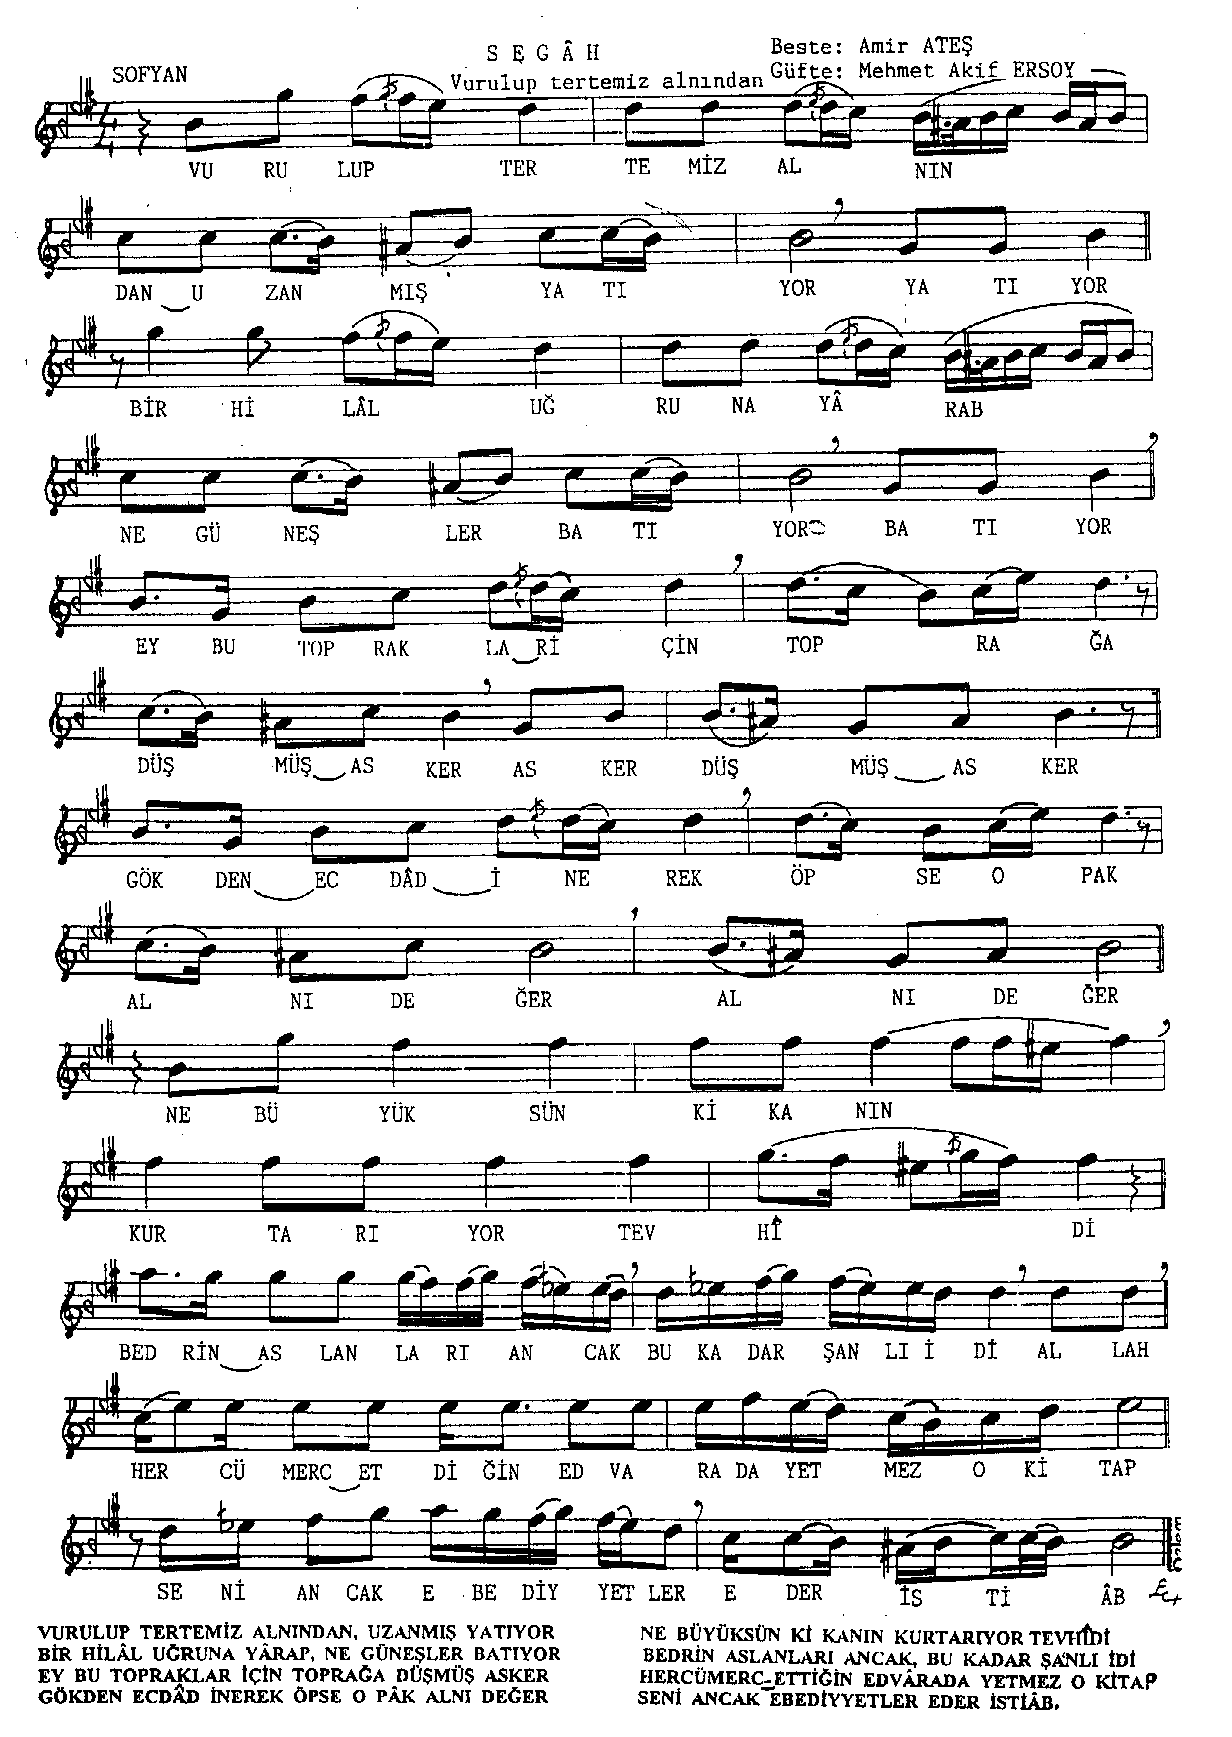 SEGÂH
Beste: Amir ATEŞ
SOFYAN
Vurulup tertemiz alnından
Güfte: Mehmet Akif ERSOY
VU RU LUP TER TE MİZ AL NIN
DAN U ZAN MIŞ YA TI YOR YA TI YOR
BİR Hİ LÂL UĞ RU NA YÂ RAB
NE GÜ NEŞ LER BA TI YOR BA TI YOR
EY BU TOP RAK LA Rİ ÇİN TOP RA ĞA
DÜŞ MÜŞ AS KER AS KER DÜŞ MÜŞ AS KER
GÖK DEN EC DÂD İ NE REK ÖP SE O PAK
AL NI DE ĞER AL NI DE ĞER
NE BÜ YÜK SÜN Kİ KA NIN
KUR TA RI YOR TEV HÎ Dİ
BED RİN AS LAN LA RI AN CAK BU KA DAR ŞAN LI İ Dİ AL LAH
HER CÜ MERC ET Dİ ĞİN ED VA RA DA YET MEZ O Kİ TAP
SE Nİ AN CAK E BE DİY YET LER E DER İS Tİ ÂB
VURULUP TERTEMİZ ALNINDAN, UZANMIŞ YATIYOR
BİR HİLÂL UĞRUNA YÂRAP, NE GÜNEŞLER BATIYOR
EY BU TOPRAKLAR İÇİN TOPRAĞA DÜŞMÜŞ ASKER
GÖKDEN ECDÂD İNEREK ÖPSE O PÂK ALNI DEĞER
NE BÜYÜKSÜN Kİ KANIN KURTARIYOR TEVHÎDİ
BEDRİN ASLANLARI ANCAK, BU KADAR ŞANLI İDİ
HERCÜMERC-ETTİĞİN EDVÂRADA YETMEZ O KİTAP
SENİ ANCAK EBEDİYYETLER EDER İSTİÂB.